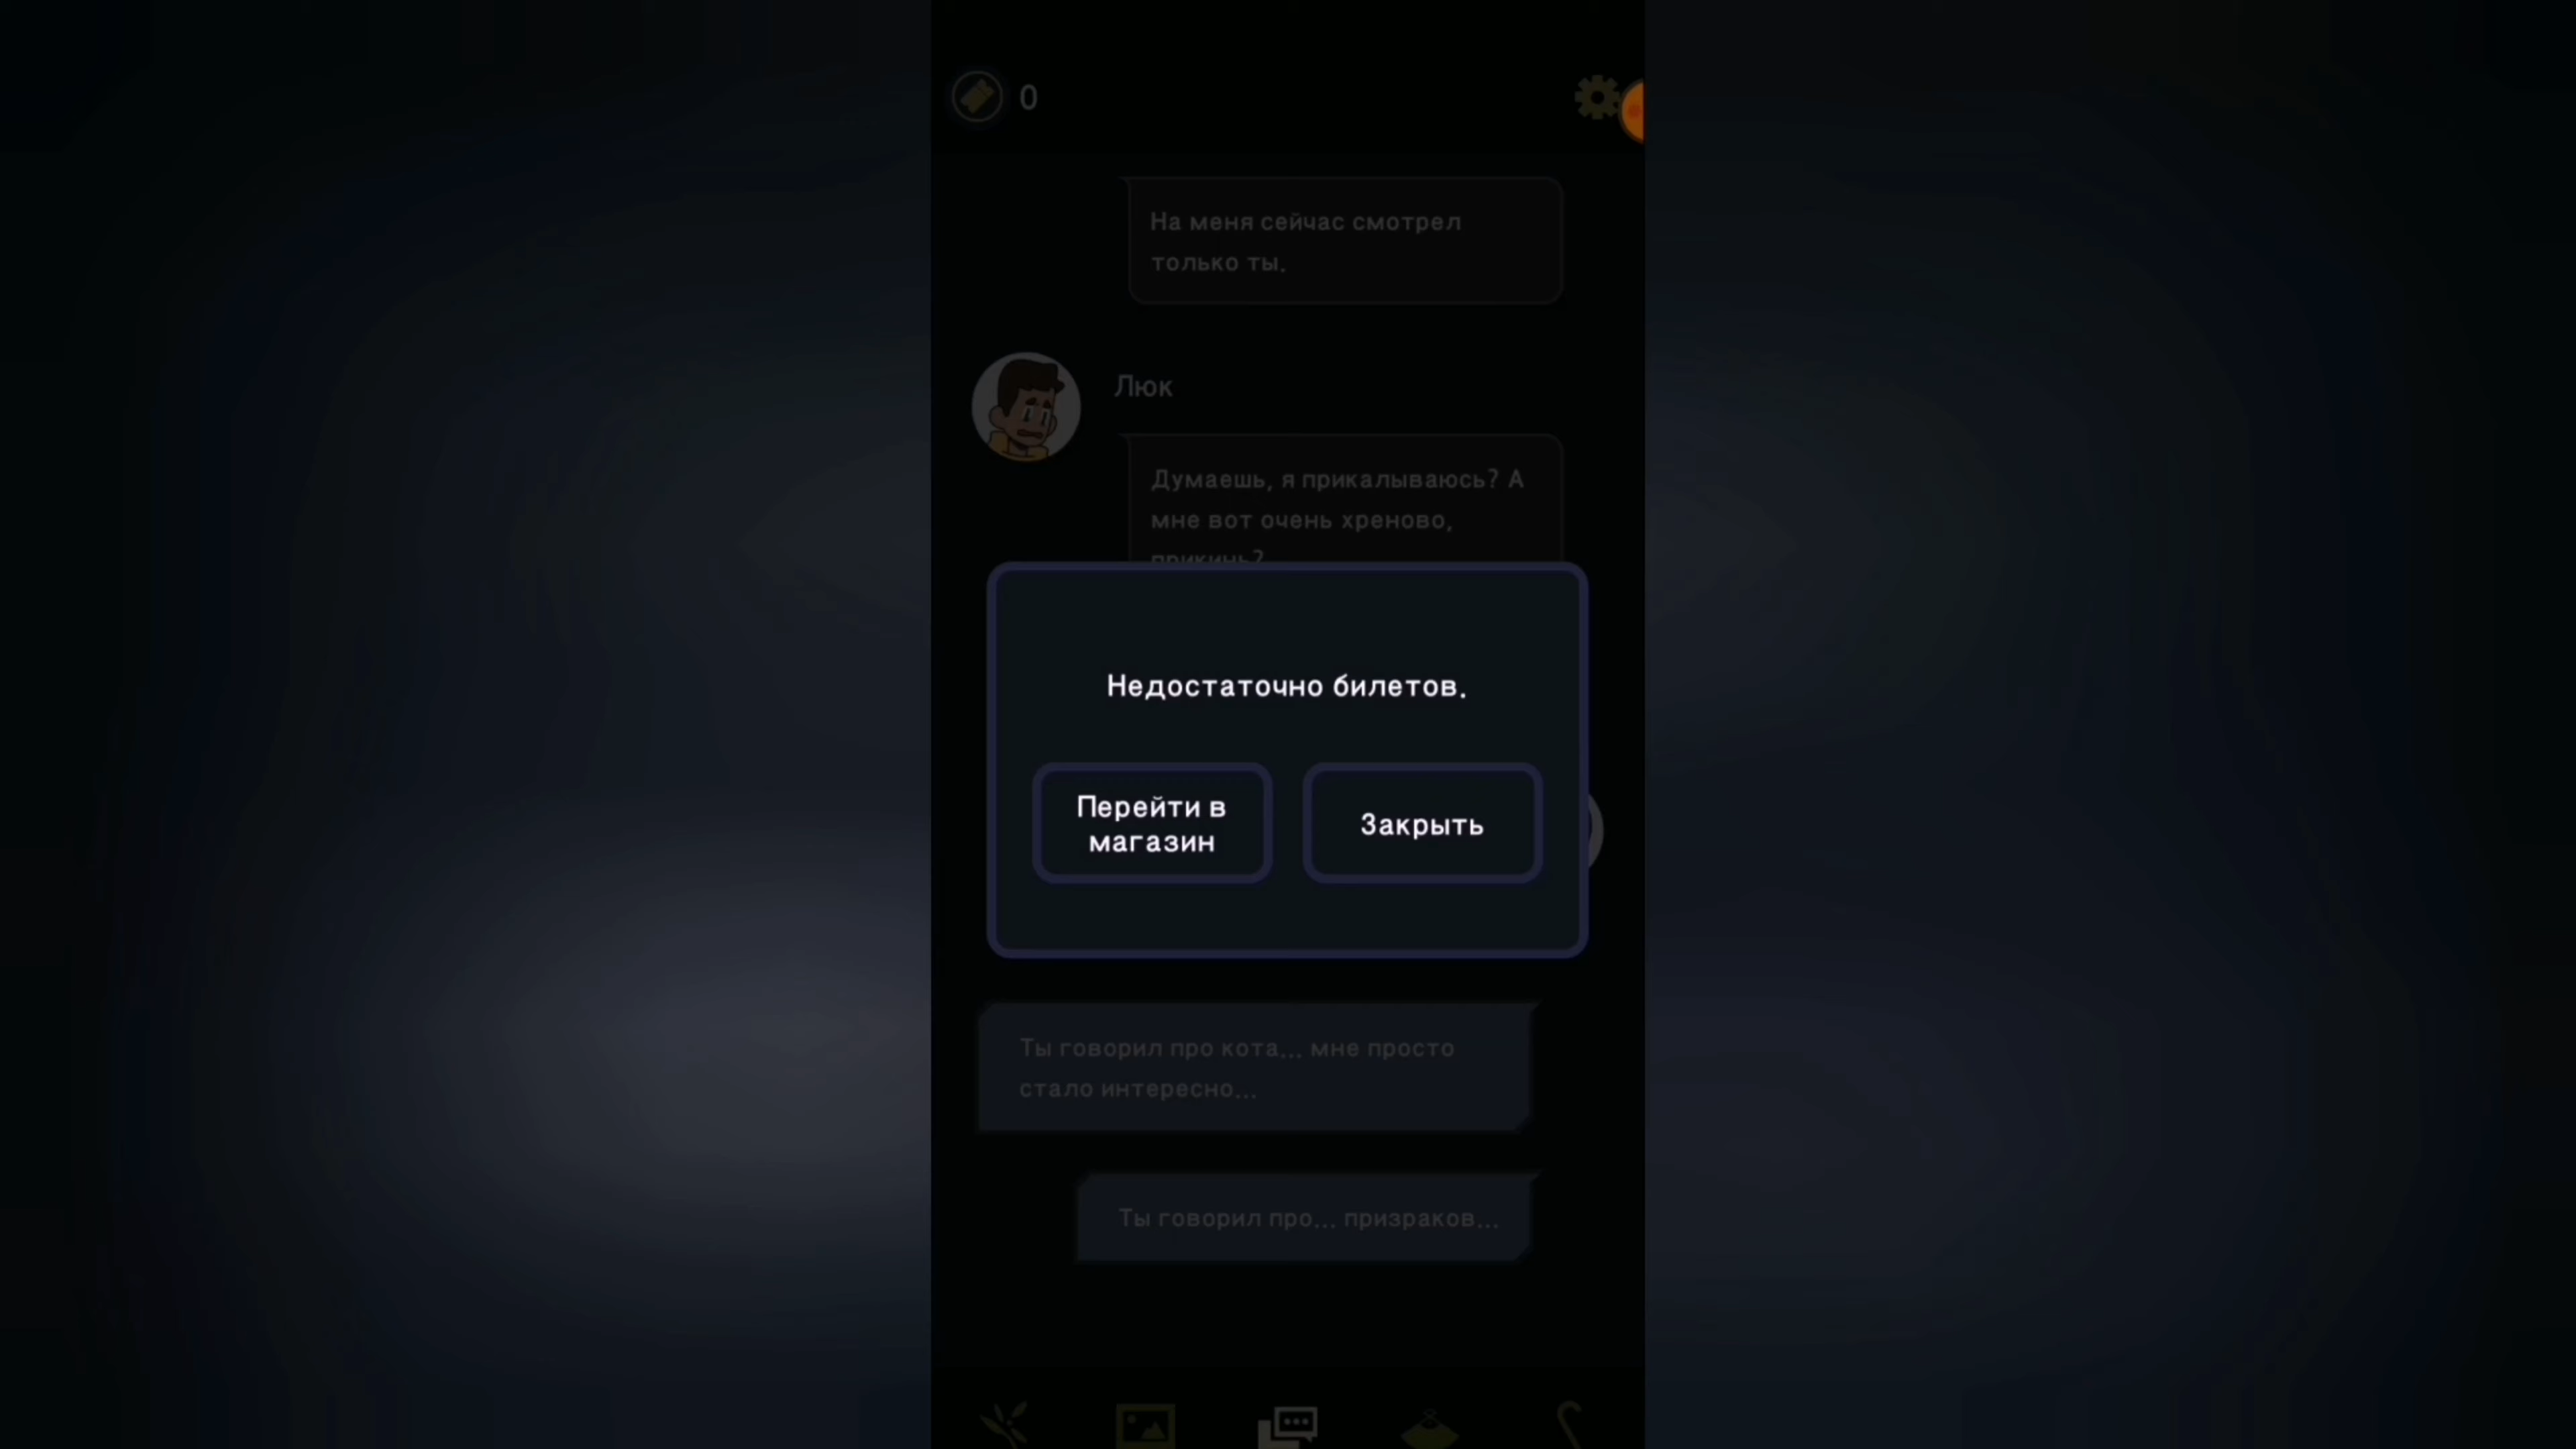 0
На меня сейчас смотрел
только ты.
Люк
Думаешь, я прикалываюсь? А
мне вот очень хреново,
прикинь?
Недостаточно билетов.
Перейти в
магазин
Закрыть
Ты говорил про кота... мне просто
стало интересно...
Ты говорил про... призраков...